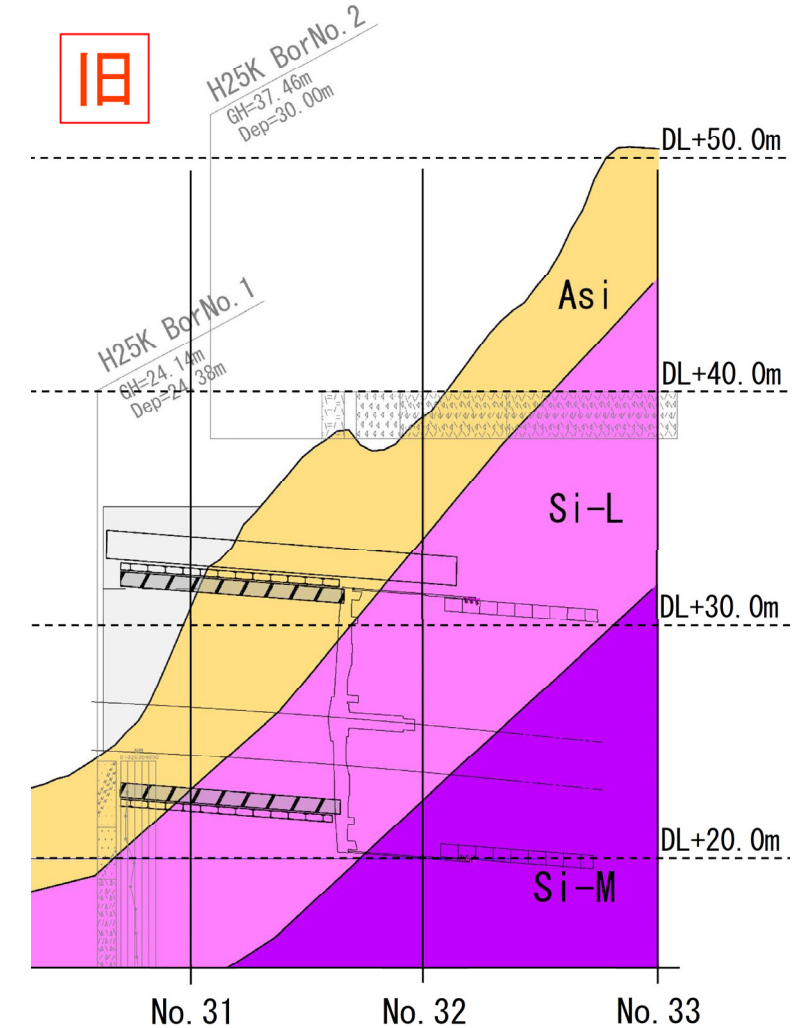 旧
H25K BorNo. 2
GH=37.46m
Dep=30.00m
DL+50.0m
Asi
H25K BorNo. 1
GH=24.14m
Dep=24.38m
DL+40.0m
Si-L
DL+30.0m
DL+20.0m
Si-M
No. 31
No. 32
No. 33